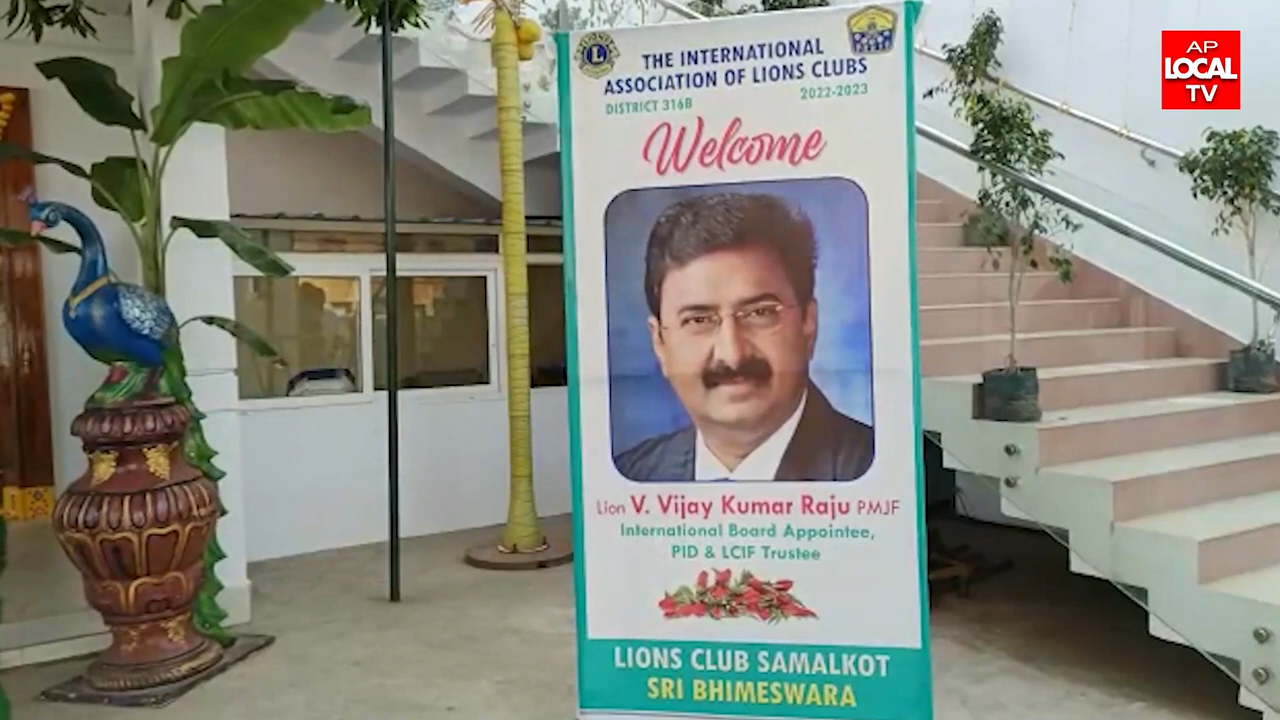 AP
LOCAL
TV
THE INTERNATIONAL
ASSOCIATION OF LIONS CLUBS
DISTRICT 316B
2022-2023
Welcome
Lion V. Vijay Kumar Raju PMJF
International Board Appointee,
PID & LCIF Trustee
LIONS CLUB SAMALKOT
SRI BHIMESWARA